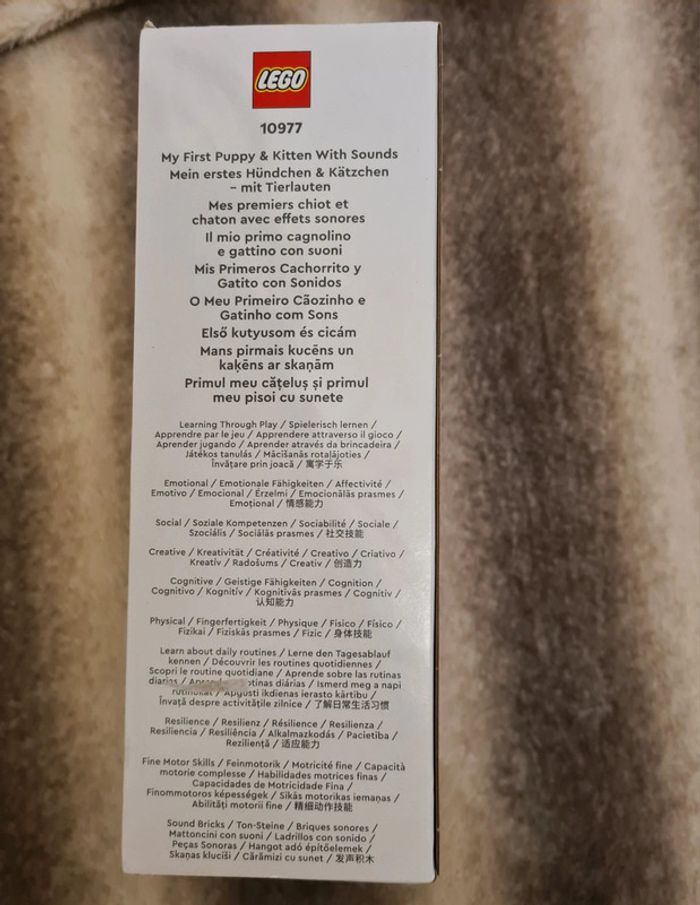 LEGO
10977
My First Puppy & Kitten With Sounds
Mein erstes Hündchen & Kätzchen
– mit Tierlauten
Mes premiers chiot et
chaton avec effets sonores
Il mio primo cagnolino
e gattino con suoni
Mis Primeros Cachorrito y
Gatito con Sonidos
O Meu Primeiro Cãozinho e
Gatinho com Sons
Első kutyusom és cicám
Mans pirmais kucēns un
kaķēns ar skaņām
Primul meu cățeluș și primul
meu pisoi cu sunete
Learning Through Play / Spielerisch lernen /
Apprendre par le jeu / Apprendere attraverso il gioco /
Aprender jugando / Aprender através da brincadeira /
Játékos tanulás / Mācīšanās rotaļājoties /
Învățare prin joacă / 寓学于乐
Emotional / Emotionale Fähigkeiten / Affectivité /
Emotivo / Emocional / Érzelmi / Emocionālās prasmes /
Emoțional / 情感能力
Social / Soziale Kompetenzen / Sociabilité / Sociale /
Szociális / Sociālās prasmes / 社交技能
Creative / Kreativität / Créativité / Creativo / Criativo /
Kreatív / Radošums / Creativ / 创造力
Cognitive / Geistige Fähigkeiten / Cognition /
Cognitivo / Kognitív / Kognitīvās prasmes / Cognitiv /
认知能力
Physical / Fingerfertigkeit / Physique / Fisico / Físico /
Fizikai / Fiziskās prasmes / Fizic / 身体技能
Learn about daily routines / Lerne den Tagesablauf
kennen / Découvrir les routines quotidiennes /
Scopri le routine quotidiane / Aprende sobre las rutinas
diarias / diárias / Ismerd meg a napi
/ Apgūsti ikdienas ierasto kārtību /
Învață despre activitățile zilnice / 了解日常生活习惯
Resilience / Resilienz / Résilience / Resilienza /
Resiliencia / Resiliência / Alkalmazkodás / Pacietība /
Reziliență / 适应能力
Fine Motor Skills / Feinmotorik / Motricité fine / Capacità
motorie complesse / Habilidades motrices finas /
Capacidades de Motricidade Fina /
Finommotoros képességek / Sīkās motorikas iemaņas /
Abilități motorii fine / 精细动作技能
Sound Bricks / Ton-Steine / Briques sonores /
Mattoncini con suoni / Ladrillos con sonido /
Peças Sonoras / Hangot adó építőelemek /
Skaņas klucīši / Cărămizi cu sunet / 发声积木